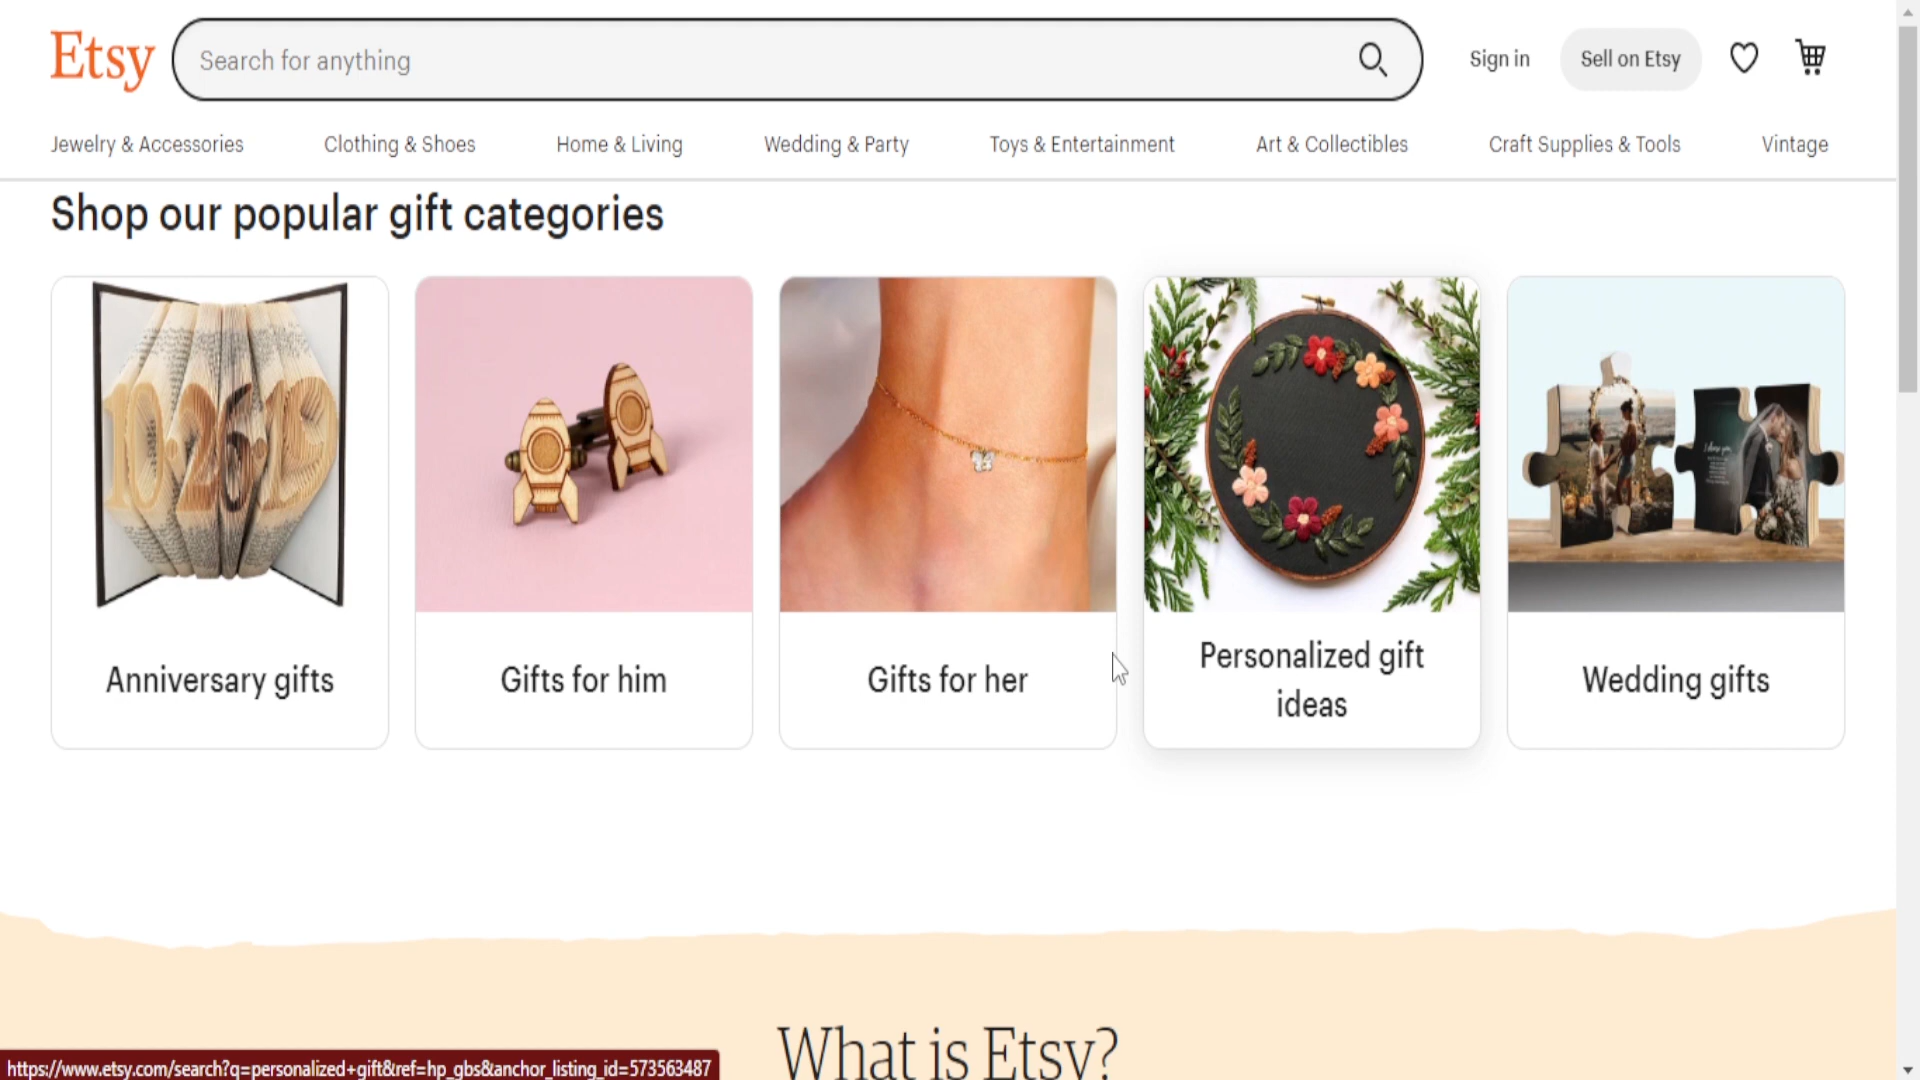 Etsy
Search for anything
Sign in
Sell on Etsy
Jewelry & Accessories
Clothing & Shoes
Home & Living
Wedding & Party
Toys & Entertainment
Art & Collectibles
Craft Supplies & Tools
Vintage
Shop our popular gift categories
10.26.19
Anniversary gifts
Gifts for him
Gifts for her
Personalized gift
ideas
Wedding gifts
What is Etsy?
https://www.etsy.com/search?q=personalized+gift&ref=hp_gbs&anchor_listing_id=573563487